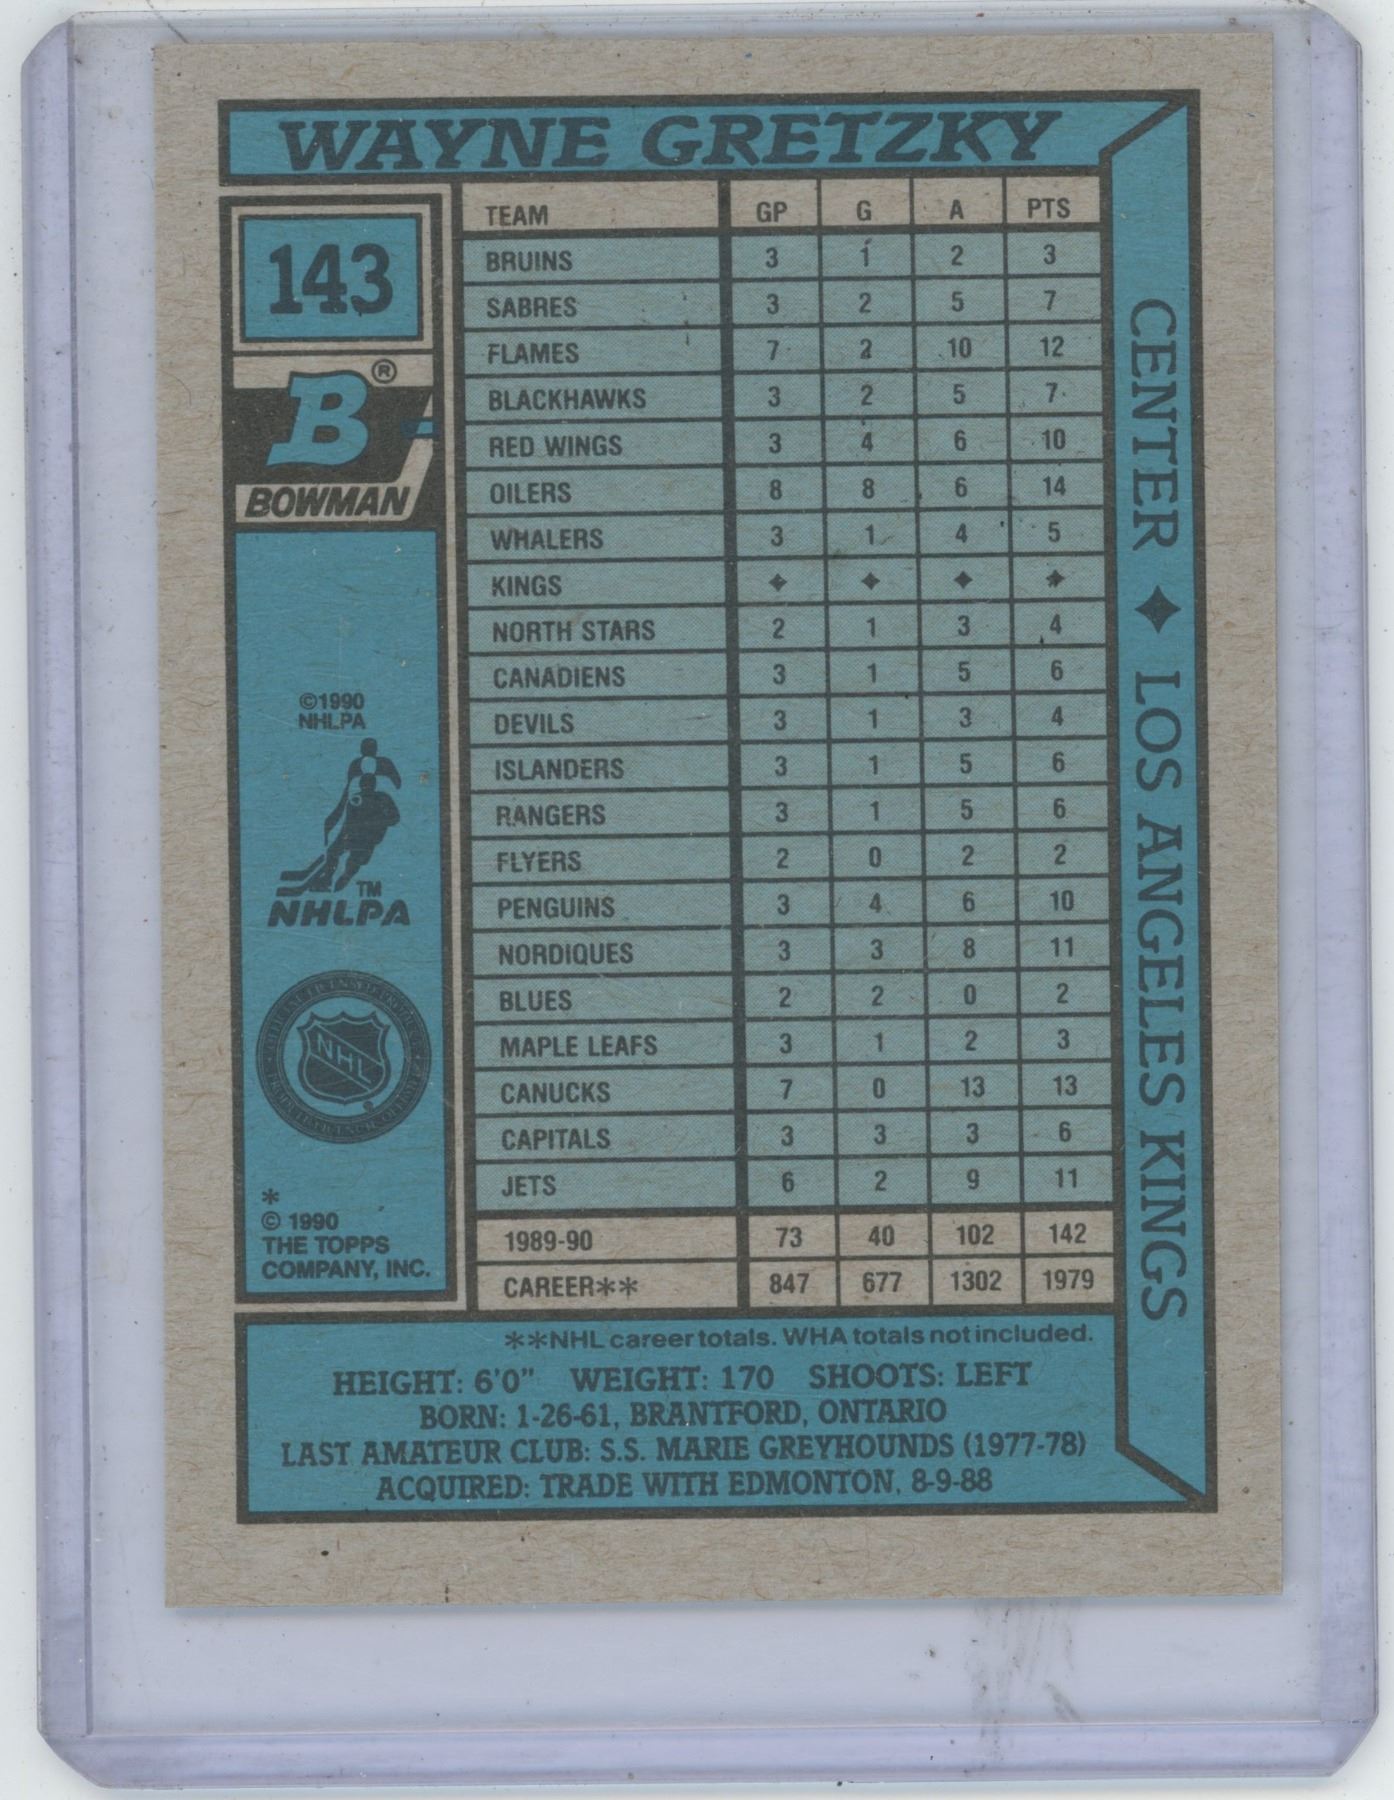 WAYNE GRETZKY
143
®
B
BOWMAN
©1990
NHLPA
TM
NHLPA
NHL
*
© 1990
THE TOPPS
COMPANY, INC.
TEAM GP G A PTS
BRUINS 3 1 2 3
SABRES 3 2 5 7
FLAMES 7 2 10 12
BLACKHAWKS 3 2 5 7
RED WINGS 3 4 6 10
OILERS 8 8 6 14
WHALERS 3 1 4 5
KINGS ✦ ✦ ✦ ✦
NORTH STARS 2 1 3 4
CANADIENS 3 1 5 6
DEVILS 3 1 3 4
ISLANDERS 3 1 5 6
RANGERS 3 1 5 6
FLYERS 2 0 2 2
PENGUINS 3 4 6 10
NORDIQUES 3 3 8 11
BLUES 2 2 0 2
MAPLE LEAFS 3 1 2 3
CANUCKS 7 0 13 13
CAPITALS 3 3 3 6
JETS 6 2 9 11
1989-90 73 40 102 142
CAREER** 847 677 1302 1979
CENTER ✦ LOS ANGELES KINGS
**NHL career totals. WHA totals not included.
HEIGHT: 6'0" WEIGHT: 170 SHOOTS: LEFT
BORN: 1-26-61, BRANTFORD, ONTARIO
LAST AMATEUR CLUB: S.S. MARIE GREYHOUNDS (1977-78)
ACQUIRED: TRADE WITH EDMONTON, 8-9-88